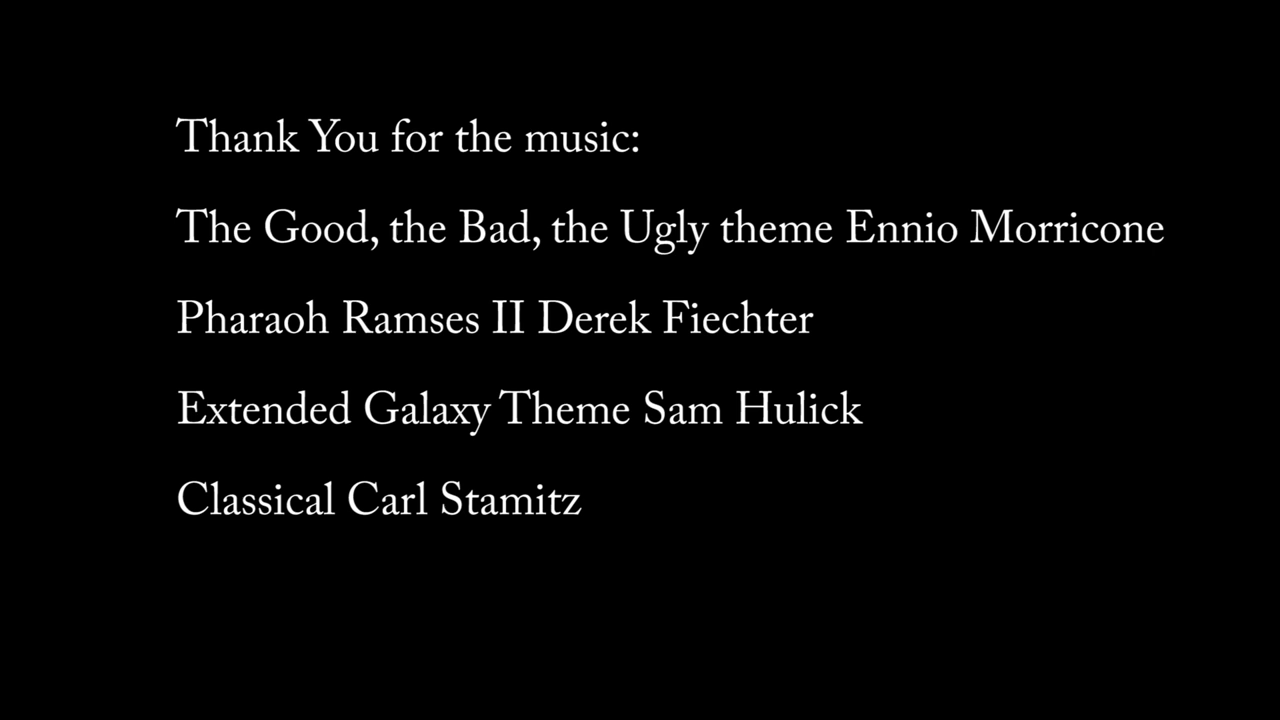 Thank You for the music:
The Good, the Bad, the Ugly theme Ennio Morricone
Pharaoh Ramses II Derek Fiechter
Extended Galaxy Theme Sam Hulick
Classical Carl Stamitz